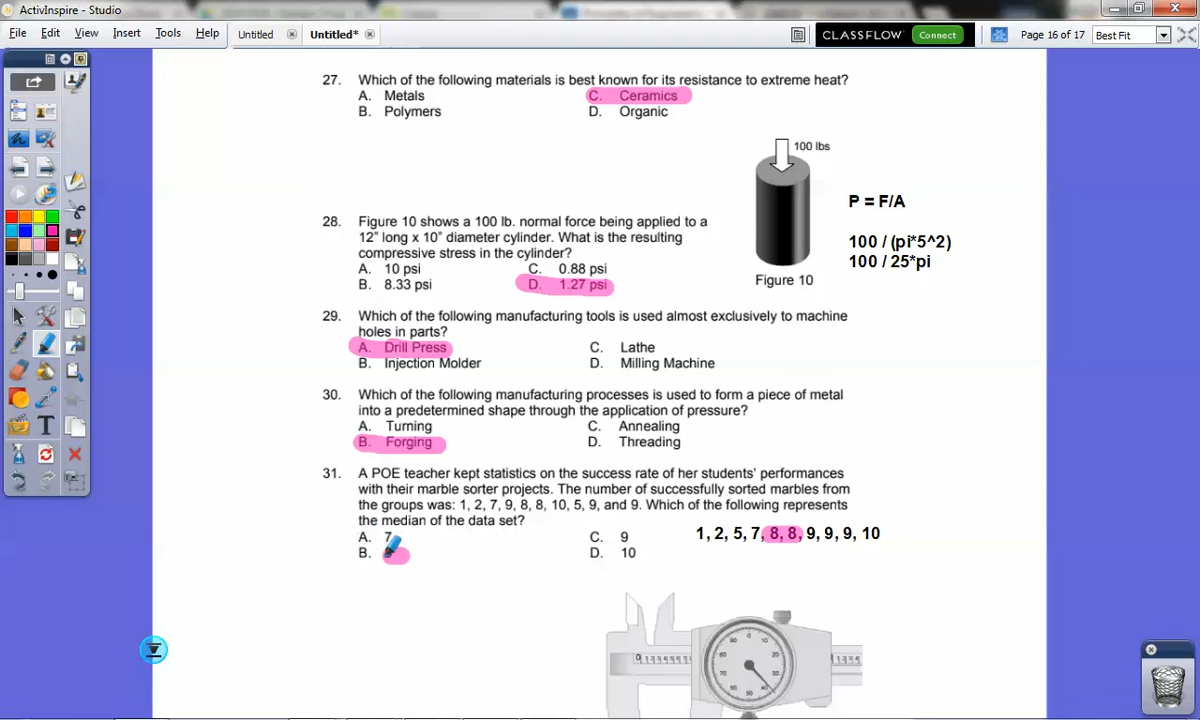 ActivInspire - Studio
File Edit View Insert Tools Help Untitled Untitled* CLASSFLOW Connect Page 16 of 17 Best Fit
27. Which of the following materials is best known for its resistance to extreme heat?
A. Metals C. Ceramics
B. Polymers D. Organic
100 lbs
P = F/A
28. Figure 10 shows a 100 lb. normal force being applied to a
12" long x 10" diameter cylinder. What is the resulting
100 / (pi*5^2)
compressive stress in the cylinder?
100 / 25*pi
A. 10 psi C. 0.88 psi
B. 8.33 psi D. 1.27 psi
Figure 10
29. Which of the following manufacturing tools is used almost exclusively to machine
holes in parts?
A. Drill Press C. Lathe
B. Injection Molder D. Milling Machine
30. Which of the following manufacturing processes is used to form a piece of metal
into a predetermined shape through the application of pressure?
A. Turning C. Annealing
B. Forging D. Threading
31. A POE teacher kept statistics on the success rate of her students' performances
with their marble sorter projects. The number of successfully sorted marbles from
the groups was: 1, 2, 7, 9, 8, 8, 10, 5, 9, and 9. Which of the following represents
the median of the data set?
1, 2, 5, 7, 8, 8, 9, 9, 9, 10
A. 7 C. 9
B. D. 10